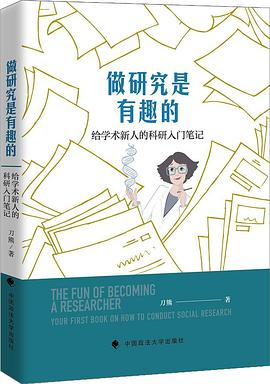 做研究是
有趣的
给学术新人的科研入门笔记
刀熊 著
THE FUN OF BECOMING
A RESEARCHER
YOUR FIRST BOOK ON HOW TO CONDUCT SOCIAL RESEARCH
中国政法大学出版社
做研究是有趣的
给学术新人的
科研入门笔记
刀熊 著
中国政法大学出版社